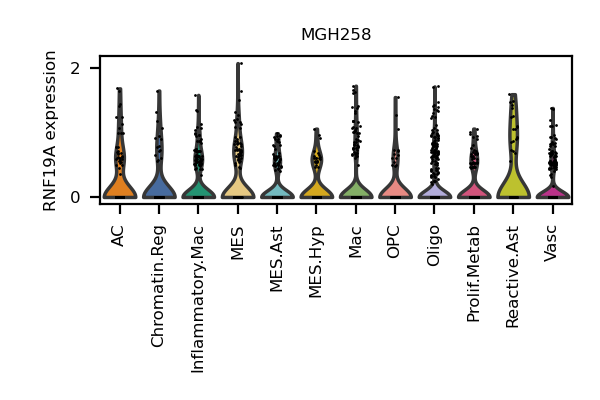 MGH258
RNF19A expression
2
0
AC
Chromatin.Reg
Inflammatory.Mac
MES
MES.Ast
MES.Hyp
Mac
OPC
Oligo
Prolif.Metab
Reactive.Ast
Vasc